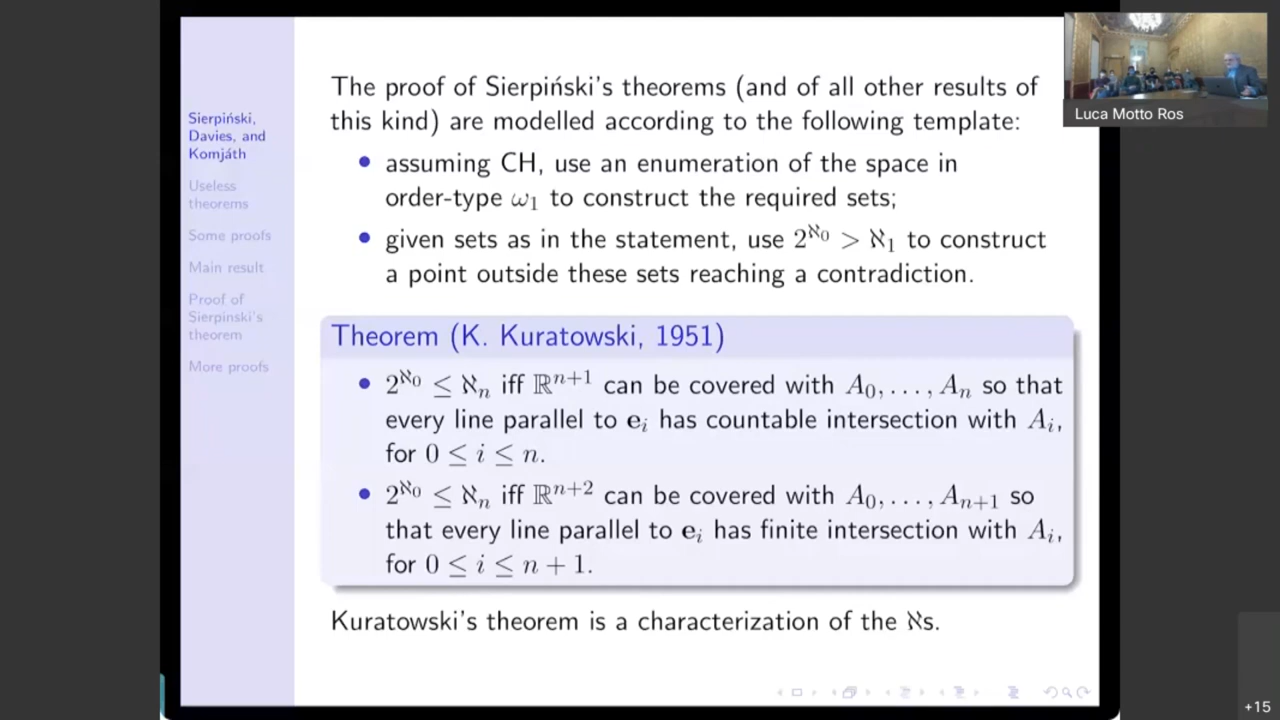 Sierpiński,
Davies, and
Komjáth
Useless
theorems
Some proofs
Main result
Proof of
Sierpinski's
theorem
More proofs
The proof of Sierpiński's theorems (and of all other results of
this kind) are modelled according to the following template:
• assuming CH, use an enumeration of the space in
order-type ω₁ to construct the required sets;
• given sets as in the statement, use 2^ℵ₀ > ℵ₁ to construct
a point outside these sets reaching a contradiction.
Theorem (K. Kuratowski, 1951)
• 2^ℵ₀ ≤ ℵₙ iff ℝⁿ⁺¹ can be covered with A₀, . . . , Aₙ so that
every line parallel to eᵢ has countable intersection with Aᵢ,
for 0 ≤ i ≤ n.
• 2^ℵ₀ ≤ ℵₙ iff ℝⁿ⁺² can be covered with A₀, . . . , Aₙ₊₁ so
that every line parallel to eᵢ has finite intersection with Aᵢ,
for 0 ≤ i ≤ n + 1.
Kuratowski's theorem is a characterization of the ℵs.
Luca Motto Ros
+15